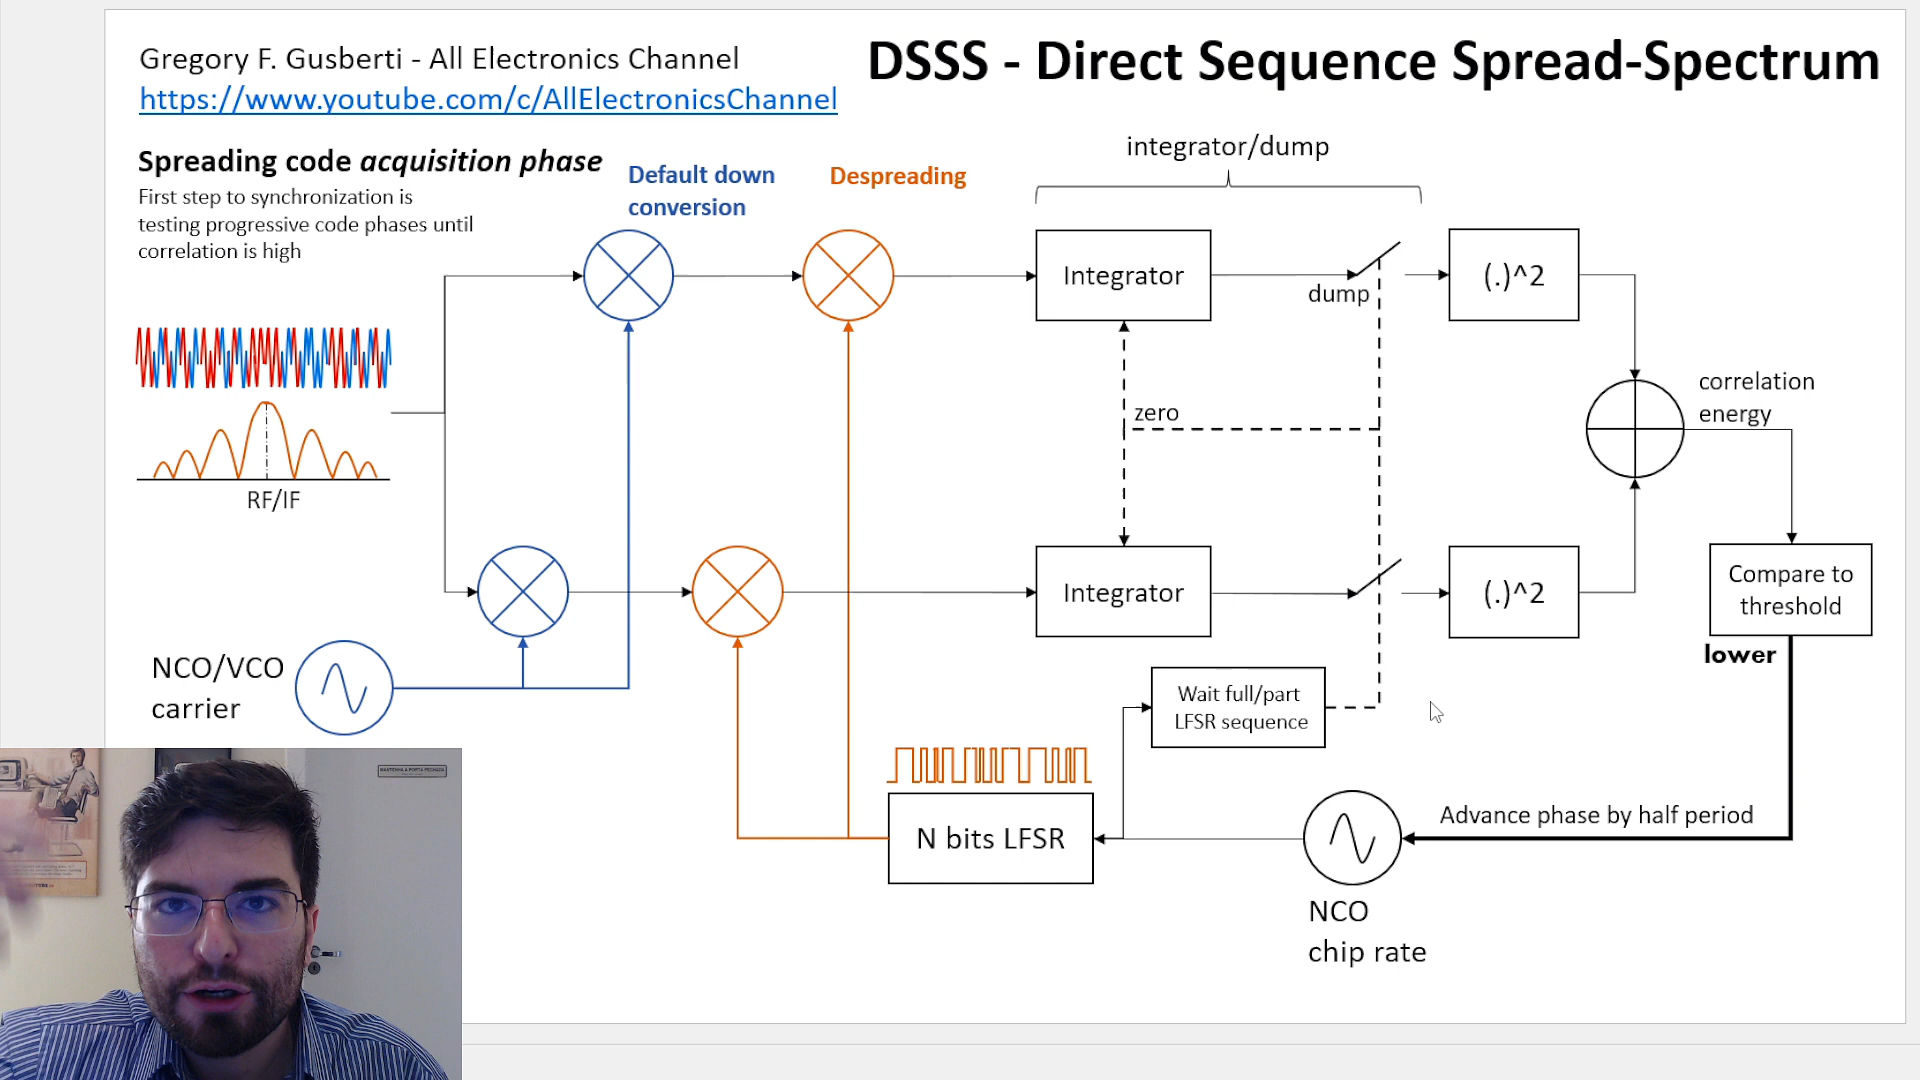 Gregory F. Gusberti - All Electronics Channel
https://www.youtube.com/c/AllElectronicsChannel
DSSS - Direct Sequence Spread-Spectrum
Spreading code acquisition phase
First step to synchronization is
testing progressive code phases until
correlation is high
Default down
conversion
Despreading
integrator/dump
Integrator
dump
(.)^2
RF/IF
zero
correlation
energy
Integrator
(.)^2
Compare to
threshold
lower
NCO/VCO
carrier
Wait full/part
LFSR sequence
N bits LFSR
Advance phase by half period
NCO
chip rate
MANTENHA A PORTA FECHADA